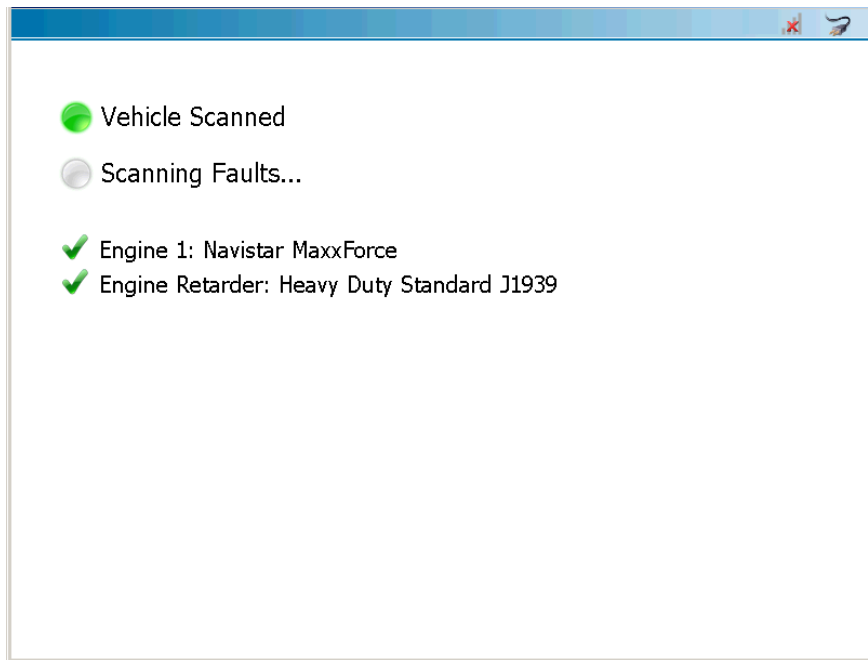 Vehicle Scanned
Scanning Faults...
Engine 1: Navistar MaxxForce
Engine Retarder: Heavy Duty Standard J1939